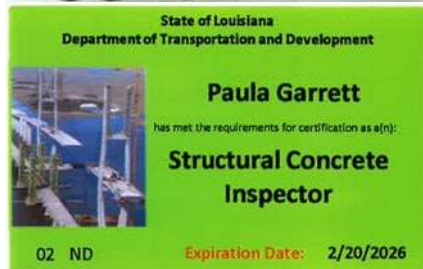 State of Louisiana
Department of Transportation and Development
Paula Garrett
has met the requirements for certification as a(n):
Structural Concrete
Inspector
02 ND
Expiration Date: 2/20/2026